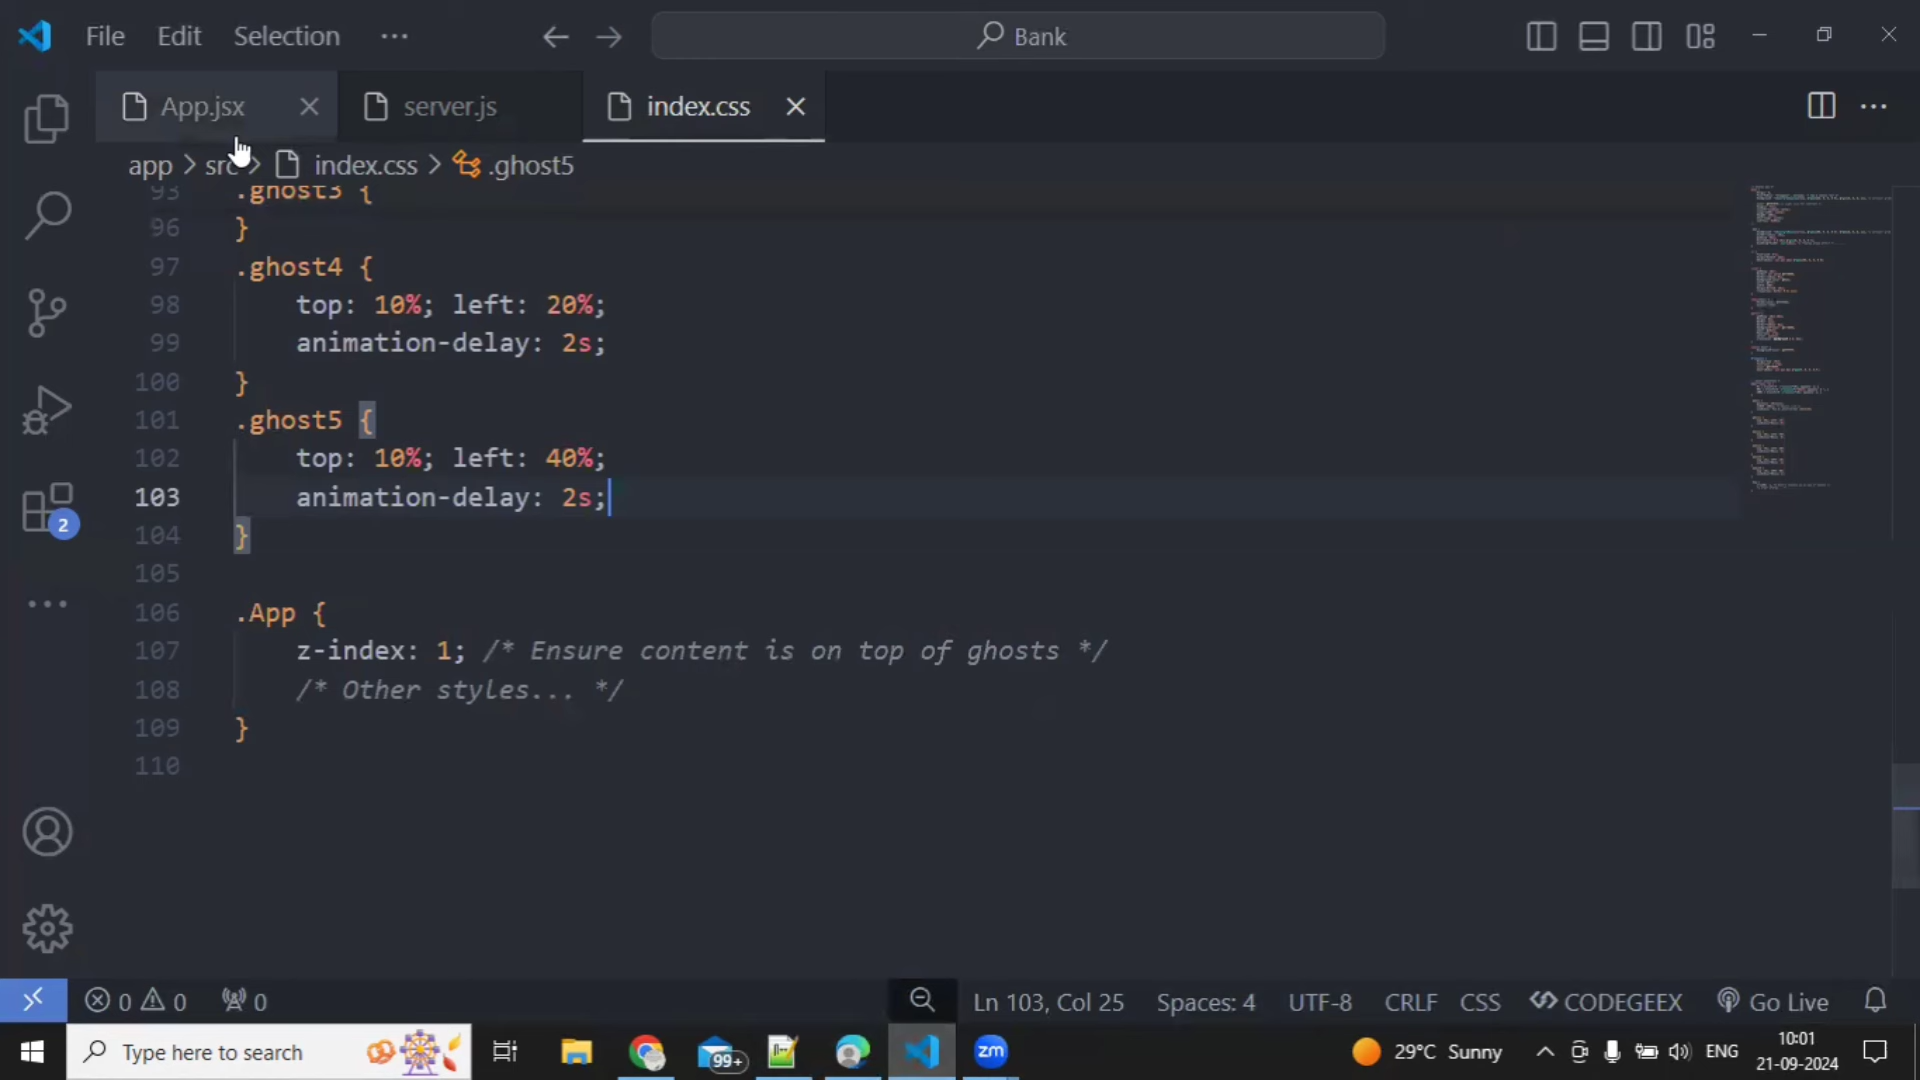 File Edit Selection ...
Bank
App.jsx server.js index.css
app > src > index.css > .ghost5
93 .ghost3 {
96 }
97 .ghost4 {
98 top: 10%; left: 20%;
99 animation-delay: 2s;
100 }
101 .ghost5 {
102 top: 10%; left: 40%;
103 animation-delay: 2s;
104 }
105
106 .App {
107 z-index: 1; /* Ensure content is on top of ghosts */
108 /* Other styles... */
109 }
110
2
0 0 0 Ln 103, Col 25 Spaces: 4 UTF-8 CRLF CSS CODEGEEX Go Live
Type here to search 99+ zm 29°C Sunny ENG 10:01
21-09-2024